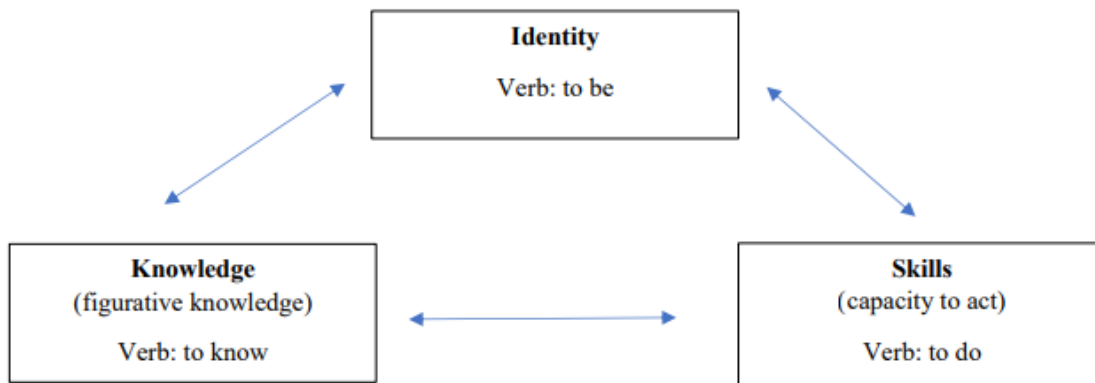 Identity
Verb: to be
Knowledge
(figurative knowledge)
Verb: to know
Skills
(capacity to act)
Verb: to do